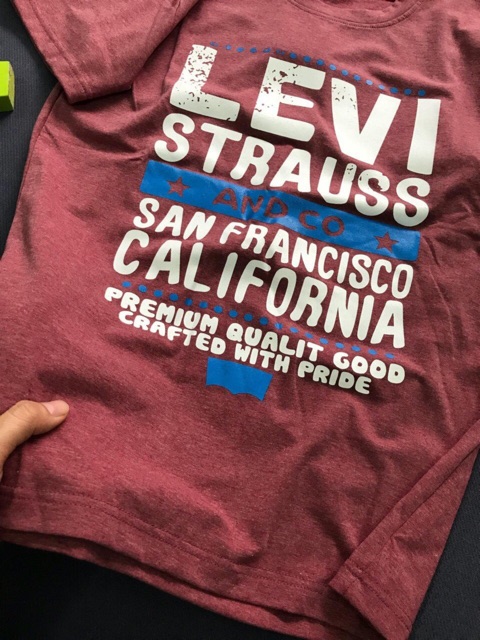 LEVI
STRAUSS
AND CO
SAN FRANCISCO
CALIFORNIA
PREMIUM QUALIT GOOD
CRAFTED WITH PRIDE